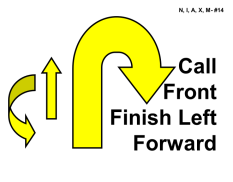 N, I, A, X, M- #14
Call
Front
Finish Left
Forward